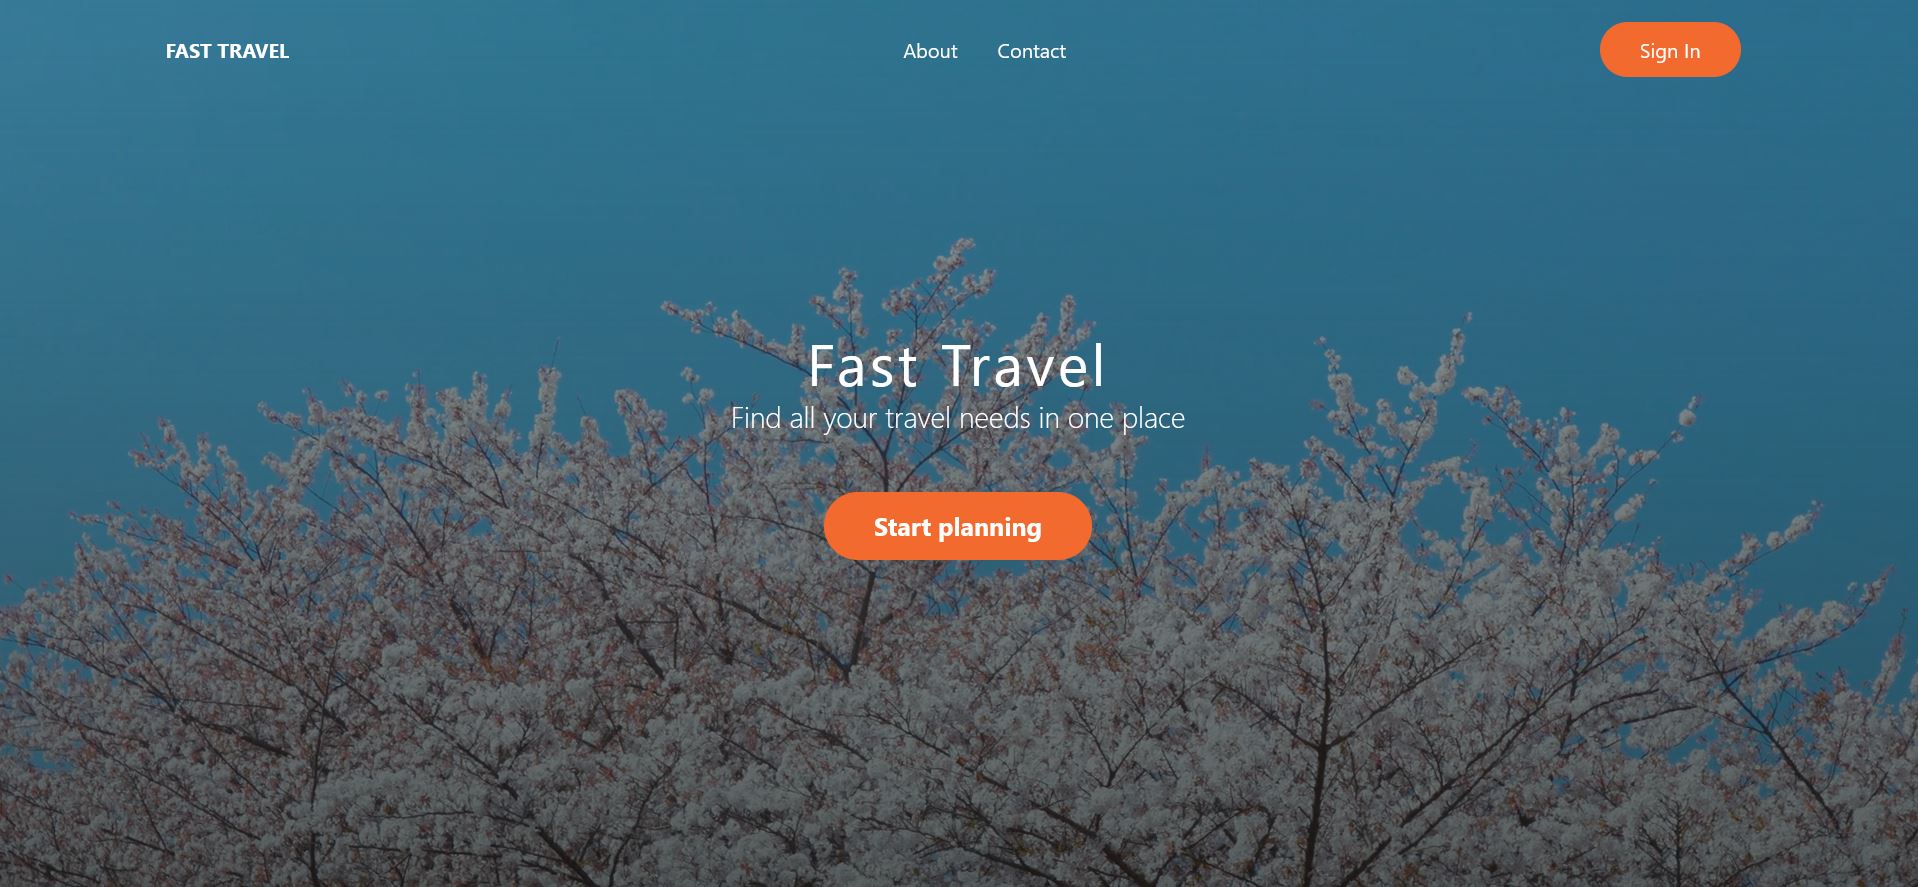 FAST TRAVEL
About
Contact
Sign In
Fast Travel
Find all your travel needs in one place
Start planning